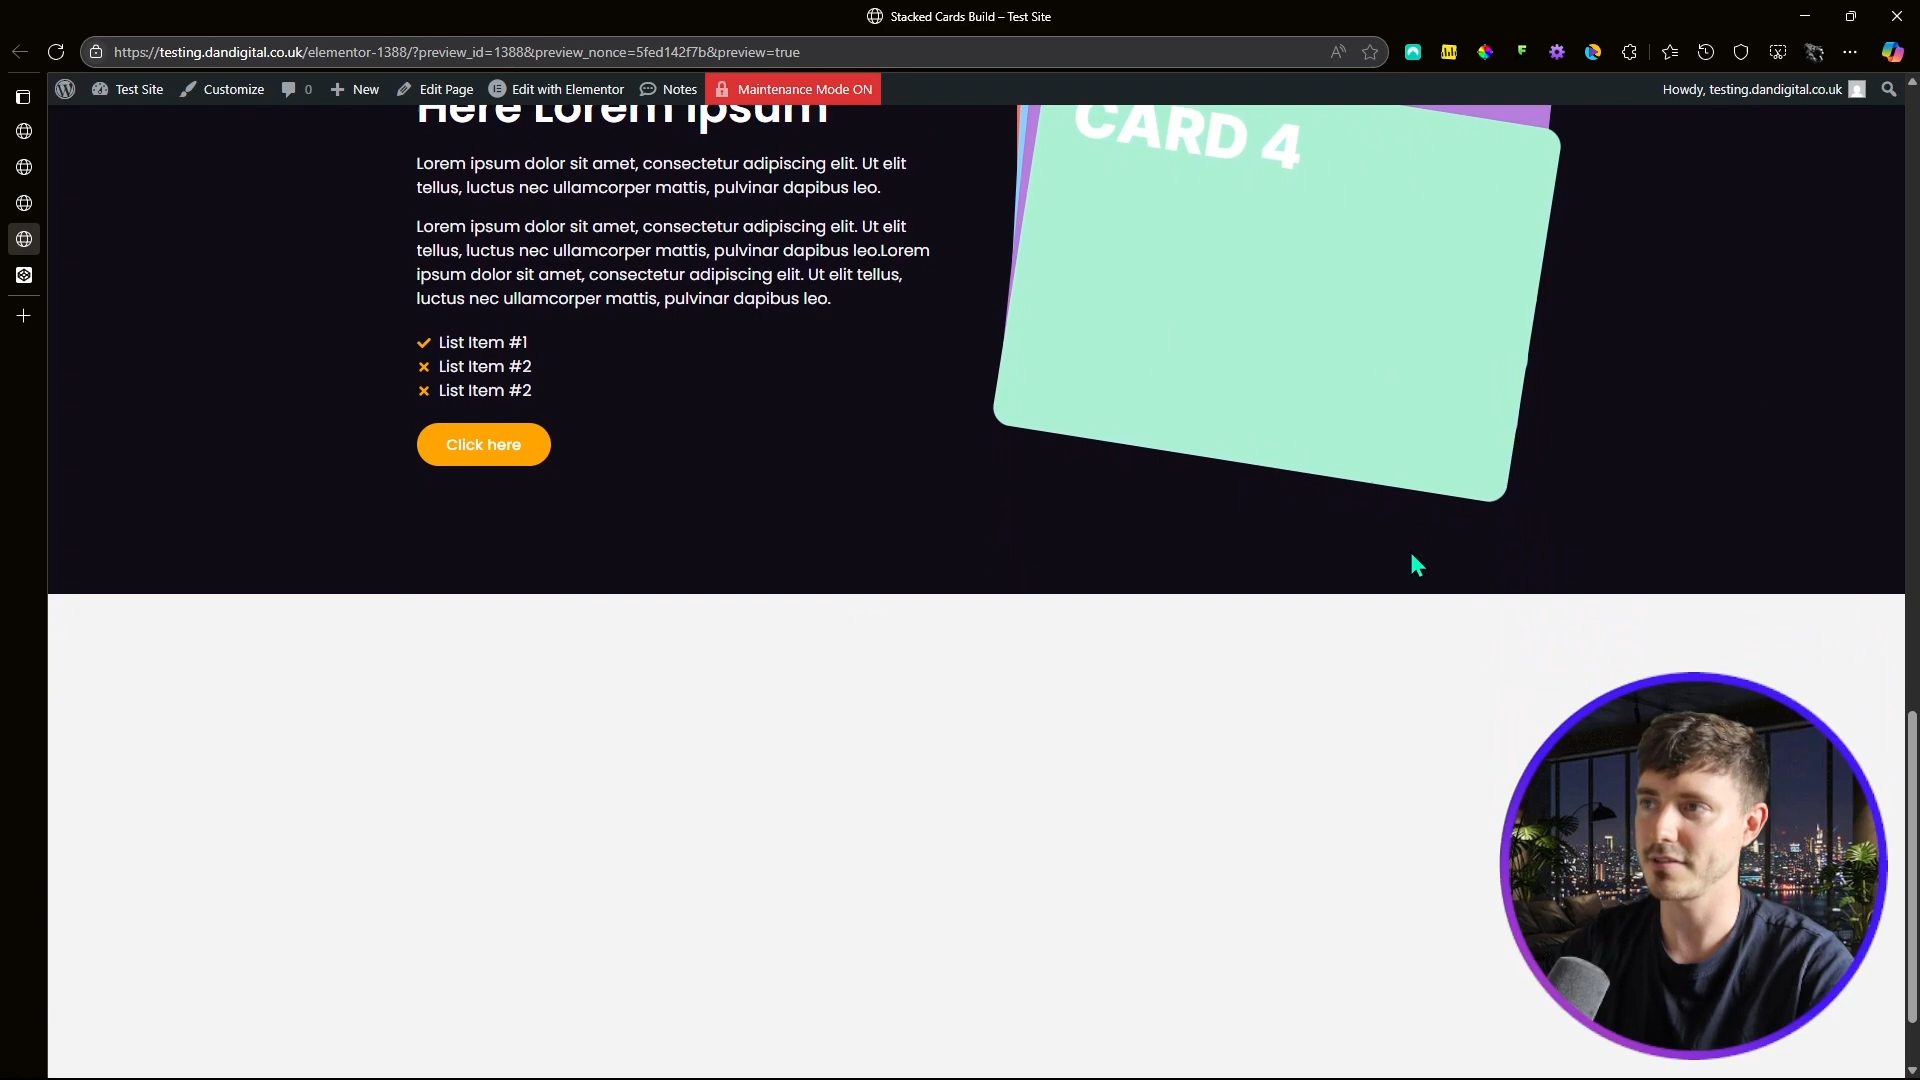 Stacked Cards Build – Test Site
https://testing.dandigital.co.uk/elementor-1388/?preview_id=1388&preview_nonce=5fed142f7b&preview=true
Test Site
Customize
0
New
Edit Page
Edit with Elementor
Notes
Maintenance Mode ON
Howdy, testing.dandigital.co.uk
Here Lorem Ipsum
Lorem ipsum dolor sit amet, consectetur adipiscing elit. Ut elit
tellus, luctus nec ullamcorper mattis, pulvinar dapibus leo.
Lorem ipsum dolor sit amet, consectetur adipiscing elit. Ut elit
tellus, luctus nec ullamcorper mattis, pulvinar dapibus leo.Lorem
ipsum dolor sit amet, consectetur adipiscing elit. Ut elit tellus,
luctus nec ullamcorper mattis, pulvinar dapibus leo.
List Item #1
List Item #2
List Item #2
Click here
CARD 4